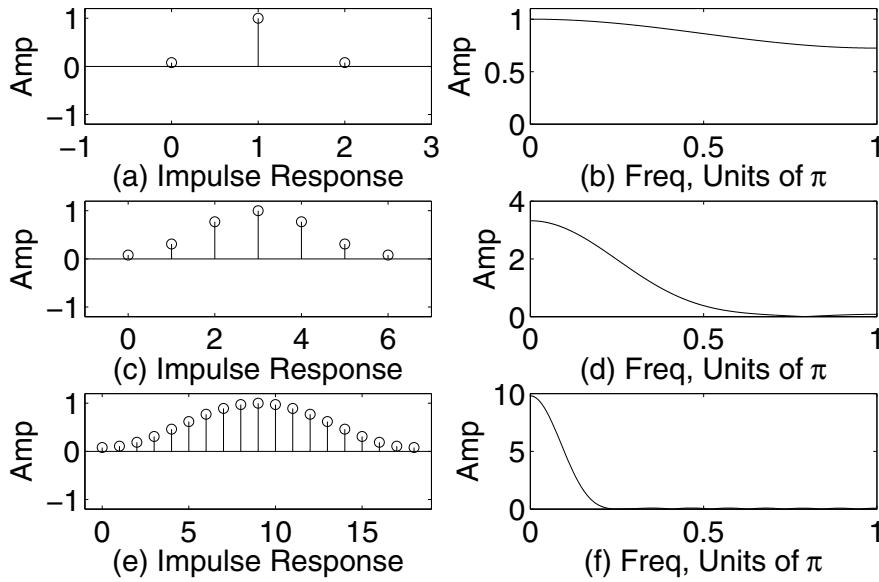 Amp
1
0
−1
−1 0 1 2 3
(a) Impulse Response
Amp
1
0.5
0
0 0.5 1
(b) Freq, Units of π
Amp
1
0
−1
0 2 4 6
(c) Impulse Response
Amp
4
2
0
0 0.5 1
(d) Freq, Units of π
Amp
1
0
−1
0 5 10 15
(e) Impulse Response
Amp
10
5
0
0 0.5 1
(f) Freq, Units of π